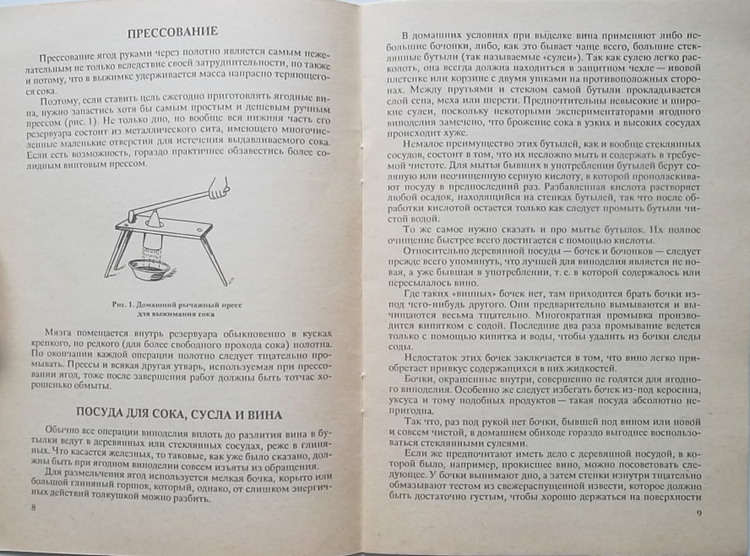 ПРЕССОВАНИЕ
Прессование ягод руками через полотно является самым неже-
лательным не только вследствие своей затруднительности, но также
и потому, что в выжимке удерживается масса напрасно теряющего-
ся сока.
Поэтому, если ставить цель ежегодно приготовлять ягодные ви-
на, нужно запастись хотя бы самым простым и дешевым ручным
прессом (рис. 1). Не только дно, но вообще вся нижняя часть его
резервуара состоит из металлического сита, имеющего многочис-
ленные маленькие отверстия для истечения выдавливаемого сока.
Если есть возможность, гораздо практичнее обзавестись более со-
лидным винтовым прессом.
Рис. 1. Домашний рычажный пресс
для выжимания сока
Мязга помещается внутрь резервуара обыкновенно в кусках
крепкого, но редкого (для более свободного прохода сока) полотна.
По окончании каждой операции полотно следует тщательно про-
мывать. Прессы и всякая другая утварь, используемая при прессо-
вании ягод, тоже после завершения работ должны быть тотчас хо-
рошенько обмыты.
ПОСУДА ДЛЯ СОКА, СУСЛА И ВИНА
Обычно все операции виноделия вплоть до разлития вина в бу-
тылки ведут в деревянных или стеклянных сосудах, реже в глиня-
ных. Что касается железных, то таковые, как уже было сказано, дол-
жны быть при ягодном виноделии совсем изъяты из обращения.
Для размельчения ягод используется мелкая бочка, корыто или
большой глиняный горшок, который, однако, от слишком энергич-
ных действий толкушкой можно разбить.
8
В домашних условиях при выделке вина применяют либо не-
большие бочонки, либо, как это бывает чаще всего, большие стек-
лянные бутыли (так называемые «сулеи»). Так как сулею легко рас-
колоть, она всегда должна находиться в защитном чехле — ивовой
плетенке или корзине с двумя ушками на противоположных сторо-
нах. Между прутьями и стеклом самой бутыли прокладывается
слой сена, меха или шерсти. Предпочтительны невысокие и широ-
кие сулеи, поскольку некоторыми экспериментаторами ягодного
виноделия замечено, что брожение сока в узких и высоких сосудах
происходит хуже.
Немалое преимущество этих бутылей, как и вообще стеклянных
сосудов, состоит в том, что их несложно мыть и содержать в требуе-
мой чистоте. Для мытья бывших в употреблении бутылей берут со-
ляную или неочищенную серную кислоту, в которой прополаскива-
ют посуду в предпоследний раз. Разбавленная кислота растворяет
любой осадок, находящийся на стенках бутылей, так что после об-
работки кислотой остается только как следует промыть бутыли чи-
стой водой.
То же самое нужно сказать и про мытье бутылок. Их полное
очищение быстрее всего достигается с помощью кислоты.
Относительно деревянной посуды — бочек и бочонков — следует
прежде всего упомянуть, что лучшей для виноделия является не но-
вая, а уже бывшая в употреблении, т. е. в которой содержалось или
пересылалось вино.
Где таких «винных» бочек нет, там приходится брать бочки из-
под чего-нибудь другого. Они предварительно вымываются и вы-
чищаются весьма тщательно. Многократная промывка произво-
дится кипятком с содой. Последние два раза промывание ведется
только с помощью кипятка и воды, чтобы удалить из бочки следы
соды.
Недостаток этих бочек заключается в том, что вино легко при-
обретает привкус содержащихся в них жидкостей.
Бочки, окрашенные внутри, совершенно не годятся для ягодно-
го виноделия. Особенно же следует избегать бочек из-под керосина,
уксуса и тому подобных продуктов — такая посуда абсолютно не-
пригодна.
Так что, раз под рукой нет бочки, бывшей под вином или новой
и совсем чистой, в домашнем обиходе гораздо выгоднее воспользо-
ваться стеклянными сулеями.
Если же предпочитают иметь дело с деревянной посудой, в ко-
торой было, например, прокисшее вино, можно посоветовать сле-
дующее. У бочки вынимают дно, а затем стенки изнутри тщательно
обмазывают тестом из свежераспущенной извести, которое должно
быть достаточно густым, чтобы хорошо держаться на поверхности
9